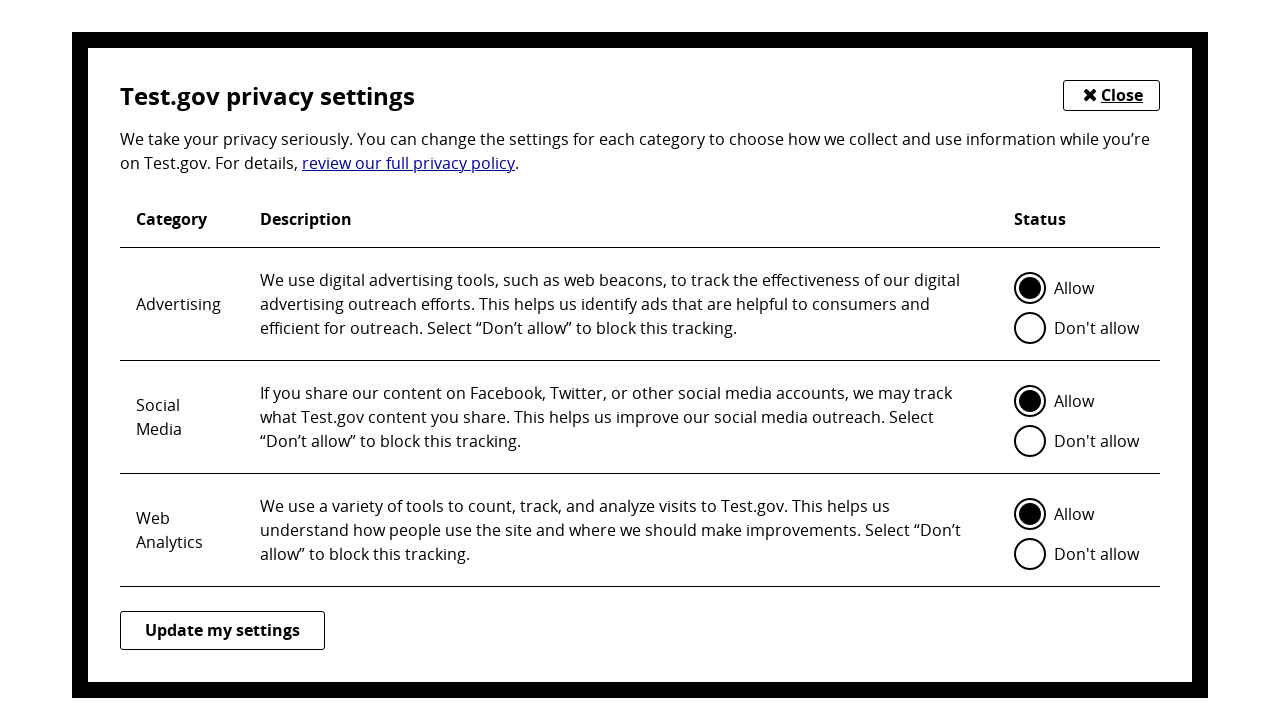 Test.gov privacy settings
✖ Close
We take your privacy seriously. You can change the settings for each category to choose how we collect and use information while you’re
on Test.gov. For details, review our full privacy policy.
Category Description Status
Advertising
We use digital advertising tools, such as web beacons, to track the effectiveness of our digital
advertising outreach efforts. This helps us identify ads that are helpful to consumers and
efficient for outreach. Select “Don’t allow” to block this tracking.
Allow
Don't allow
Social
Media
If you share our content on Facebook, Twitter, or other social media accounts, we may track
what Test.gov content you share. This helps us improve our social media outreach. Select
“Don’t allow” to block this tracking.
Allow
Don't allow
Web
Analytics
We use a variety of tools to count, track, and analyze visits to Test.gov. This helps us
understand how people use the site and where we should make improvements. Select “Don’t
allow” to block this tracking.
Allow
Don't allow
Update my settings